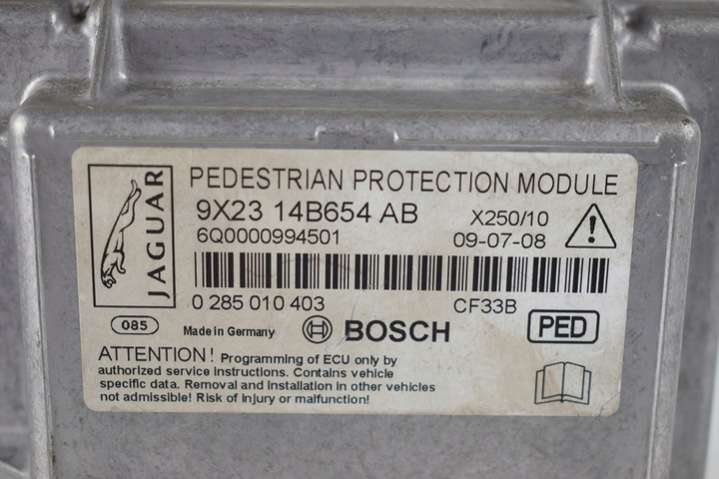 JAGUAR
PEDESTRIAN PROTECTION MODULE
9X23 14B654 AB X250/10
6Q0000994501 09-07-08
0 285 010 403 CF33B
085 Made in Germany BOSCH PED
ATTENTION! Programming of ECU only by
authorized service instructions. Contains vehicle
specific data. Removal and installation in other vehicles
not admissible! Risk of injury or malfunction!